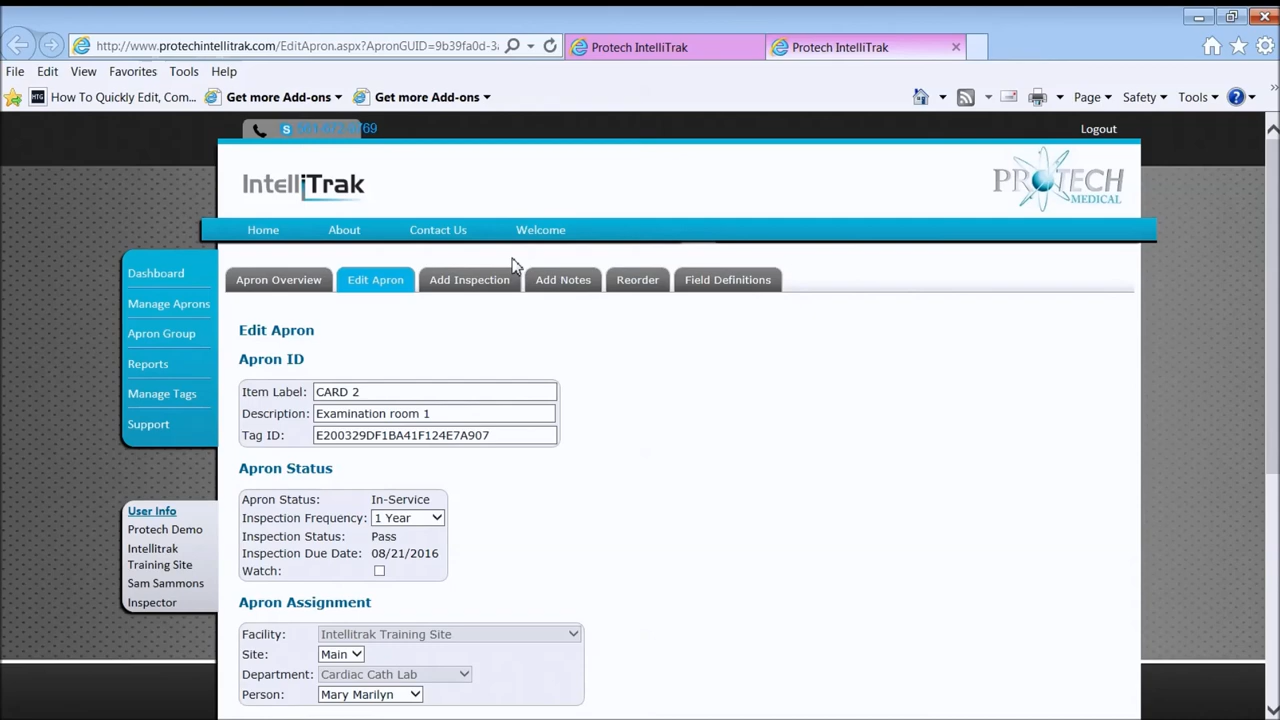 http://www.protechintellitrak.com/EditApron.aspx?ApronGUID=9b39fa0d-3
Protech IntelliTrak
Protech IntelliTrak
File Edit View Favorites Tools Help
HTG How To Quickly Edit, Com... Get more Add-ons Get more Add-ons Page Safety Tools
Logout
IntelliTrak
PROTECH
MEDICAL
Home About Contact Us Welcome
Dashboard
Manage Aprons
Apron Group
Reports
Manage Tags
Support
User Info
Protech Demo
Intellitrak
Training Site
Sam Sammons
Inspector
Apron Overview Edit Apron Add Inspection Add Notes Reorder Field Definitions
Edit Apron
Apron ID
Item Label: CARD 2
Description: Examination room 1
Tag ID: E200329DF1BA41F124E7A907
Apron Status
Apron Status: In-Service
Inspection Frequency: 1 Year
Inspection Status: Pass
Inspection Due Date: 08/21/2016
Watch:
Apron Assignment
Facility: Intellitrak Training Site
Site: Main
Department: Cardiac Cath Lab
Person: Mary Marilyn